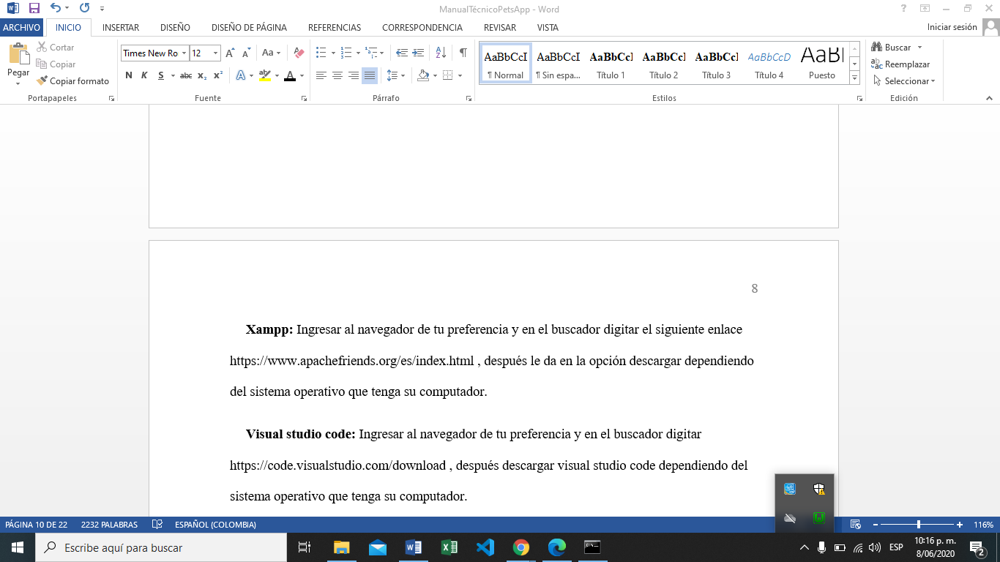 ManualTécnicoPetsApp - Word
ARCHIVO INICIO INSERTAR DISEÑO DISEÑO DE PÁGINA REFERENCIAS CORRESPONDENCIA REVISAR VISTA Iniciar sesión
Pegar
Cortar
Copiar
Copiar formato
Portapapeles
Times New Ro 12
N K S abc x₂ x²
Fuente
Párrafo
AaBbCcI AaBbCcI AaBbCcI AaBbCcI AaBbCcI AaBbCcD AaBl
¶ Normal ¶ Sin espa... Título 1 Título 2 Título 3 Título 4 Puesto
Estilos
Buscar
Reemplazar
Seleccionar
Edición
8
Xampp: Ingresar al navegador de tu preferencia y en el buscador digitar el siguiente enlace
https://www.apachefriends.org/es/index.html , después le da en la opción descargar dependiendo
del sistema operativo que tenga su computador.
Visual studio code: Ingresar al navegador de tu preferencia y en el buscador digitar
https://code.visualstudio.com/download , después descargar visual studio code dependiendo del
sistema operativo que tenga su computador.
PÁGINA 10 DE 22 2232 PALABRAS ESPAÑOL (COLOMBIA) 116%
Escribe aquí para buscar
ESP
10:16 p. m.
8/06/2020
2